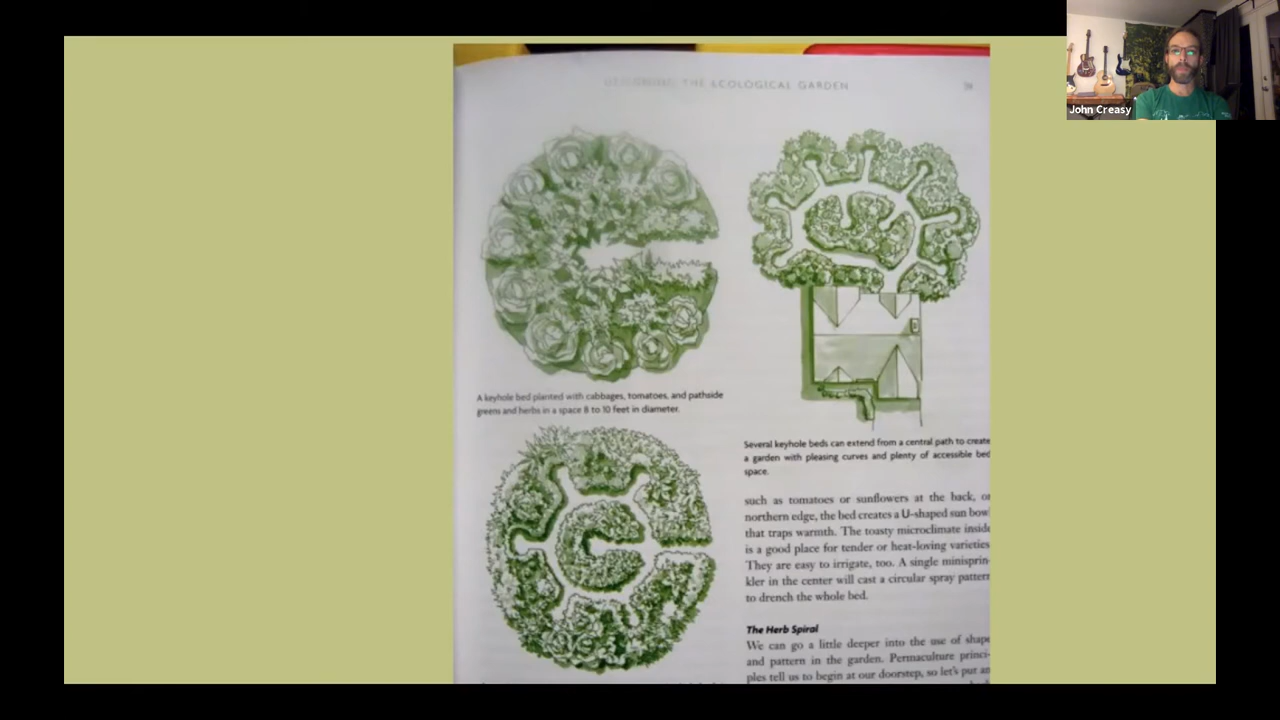 DESIGNING THE ECOLOGICAL GARDEN
A keyhole bed planted with cabbages, tomatoes, and pathside
greens and herbs in a space 8 to 10 feet in diameter.
Several keyhole beds can extend from a central path to create
a garden with pleasing curves and plenty of accessible bed
space.
such as tomatoes or sunflowers at the back, or
northern edge, the bed creates a U-shaped sun bowl
that traps warmth. The toasty microclimate inside
is a good place for tender or heat-loving varieties.
They are easy to irrigate, too. A single minisprin-
kler in the center will cast a circular spray pattern
to drench the whole bed.
The Herb Spiral
We can go a little deeper into the use of shape
and pattern in the garden. Permaculture princi-
ples tell us to begin at our doorstep, so let's put an
John Creasy